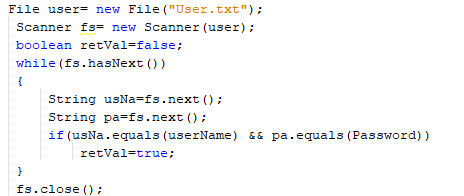 File user= new File("User.txt");
Scanner fs= new Scanner(user);
boolean retVal=false;
while(fs.hasNext())
{
String usNa=fs.next();
String pa=fs.next();
if(usNa.equals(userName) && pa.equals(Password))
retVal=true;
}
fs.close();